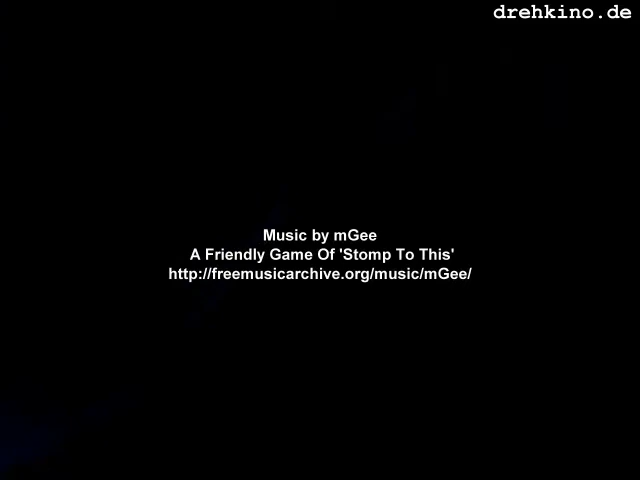 drehkino.de
Music by mGee
A Friendly Game Of 'Stomp To This'
http://freemusicarchive.org/music/mGee/